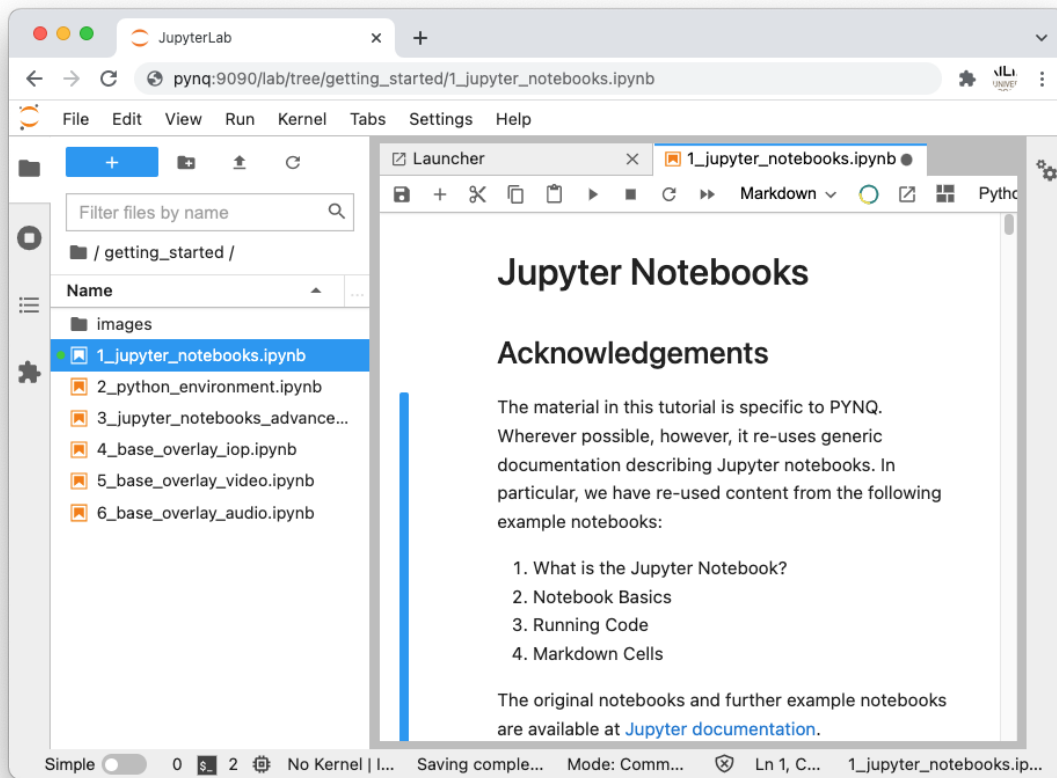 JupyterLab
pynq:9090/lab/tree/getting_started/1_jupyter_notebooks.ipynb
File Edit View Run Kernel Tabs Settings Help
Filter files by name
/ getting_started /
Name
...
images
1_jupyter_notebooks.ipynb
2_python_environment.ipynb
3_jupyter_notebooks_advance...
4_base_overlay_iop.ipynb
5_base_overlay_video.ipynb
6_base_overlay_audio.ipynb
Launcher
1_jupyter_notebooks.ipynb
Markdown
Jupyter Notebooks
Acknowledgements
The material in this tutorial is specific to PYNQ.
Wherever possible, however, it re-uses generic
documentation describing Jupyter notebooks. In
particular, we have re-used content from the following
example notebooks:
1. What is the Jupyter Notebook?
2. Notebook Basics
3. Running Code
4. Markdown Cells
The original notebooks and further example notebooks
are available at Jupyter documentation.
Simple 0 $_ 2 No Kernel | I... Saving comple... Mode: Comm... Ln 1, C... 1_jupyter_notebooks.ip...